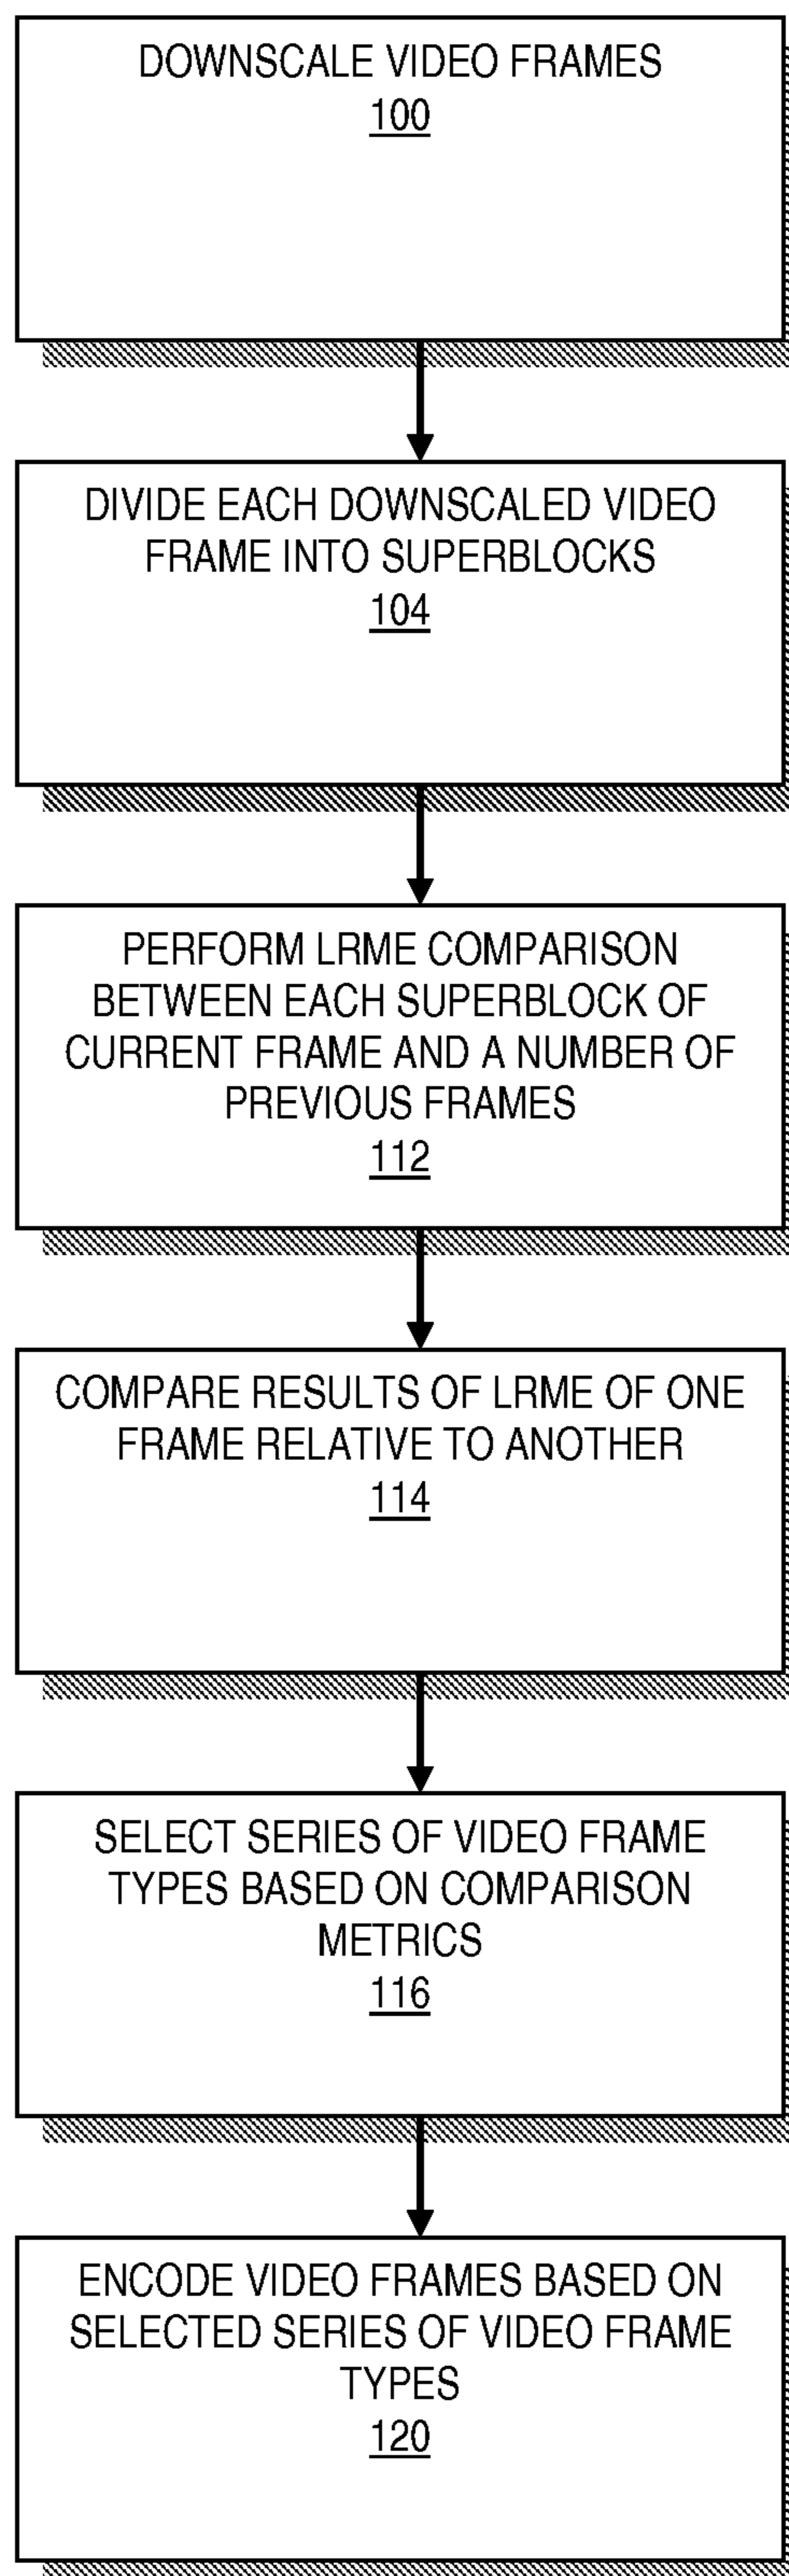 DOWNSCALE VIDEO FRAMES
100
DIVIDE EACH DOWNSCALED VIDEO
FRAME INTO SUPERBLOCKS
104
PERFORM LRME COMPARISON
BETWEEN EACH SUPERBLOCK OF
CURRENT FRAME AND A NUMBER OF
PREVIOUS FRAMES
112
COMPARE RESULTS OF LRME OF ONE
FRAME RELATIVE TO ANOTHER
114
SELECT SERIES OF VIDEO FRAME
TYPES BASED ON COMPARISON
METRICS
116
ENCODE VIDEO FRAMES BASED ON
SELECTED SERIES OF VIDEO FRAME
TYPES
120